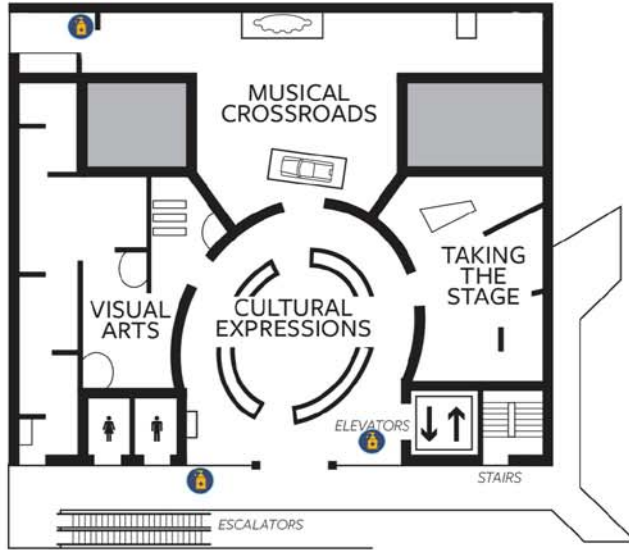 MUSICAL
CROSSROADS
TAKING
THE
STAGE
VISUAL
ARTS
CULTURAL
EXPRESSIONS
ELEVATORS
STAIRS
ESCALATORS